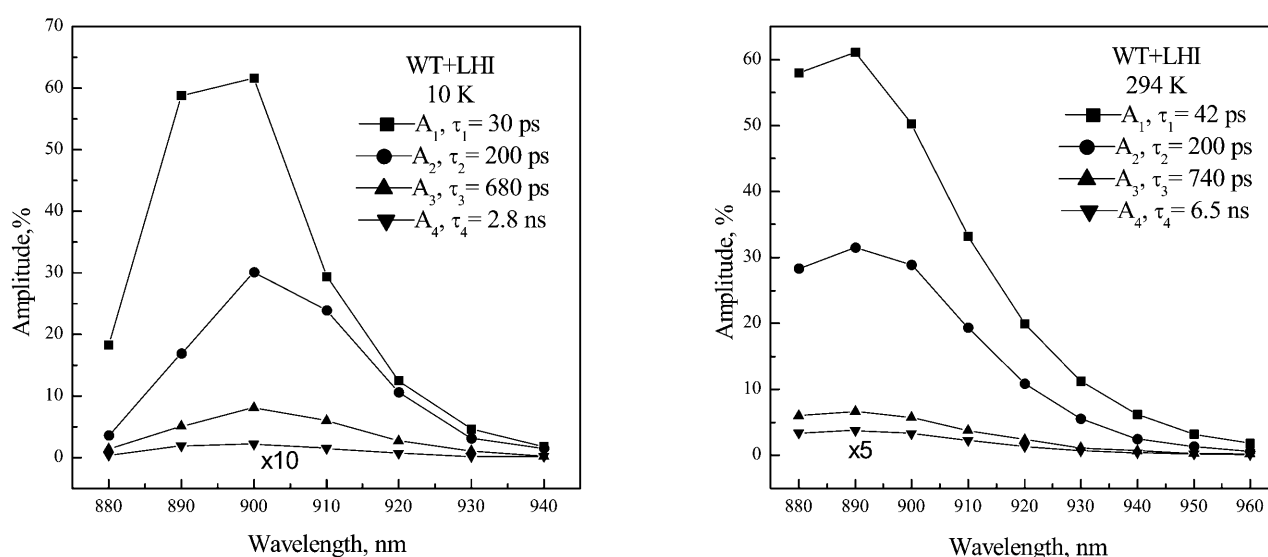 70
60
50
40
30
20
10
0
Amplitude,%
WT+LHI
10 K
A1, τ1= 30 ps
A2, τ2= 200 ps
A3, τ3= 680 ps
A4, τ4= 2.8 ns
x10
880 890 900 910 920 930 940
Wavelength, nm
60
50
40
30
20
10
0
Amplitude, %
WT+LHI
294 K
A1, τ1= 42 ps
A2, τ2= 200 ps
A3, τ3= 740 ps
A4, τ4= 6.5 ns
x5
880 890 900 910 920 930 940 950 960
Wavelength, nm